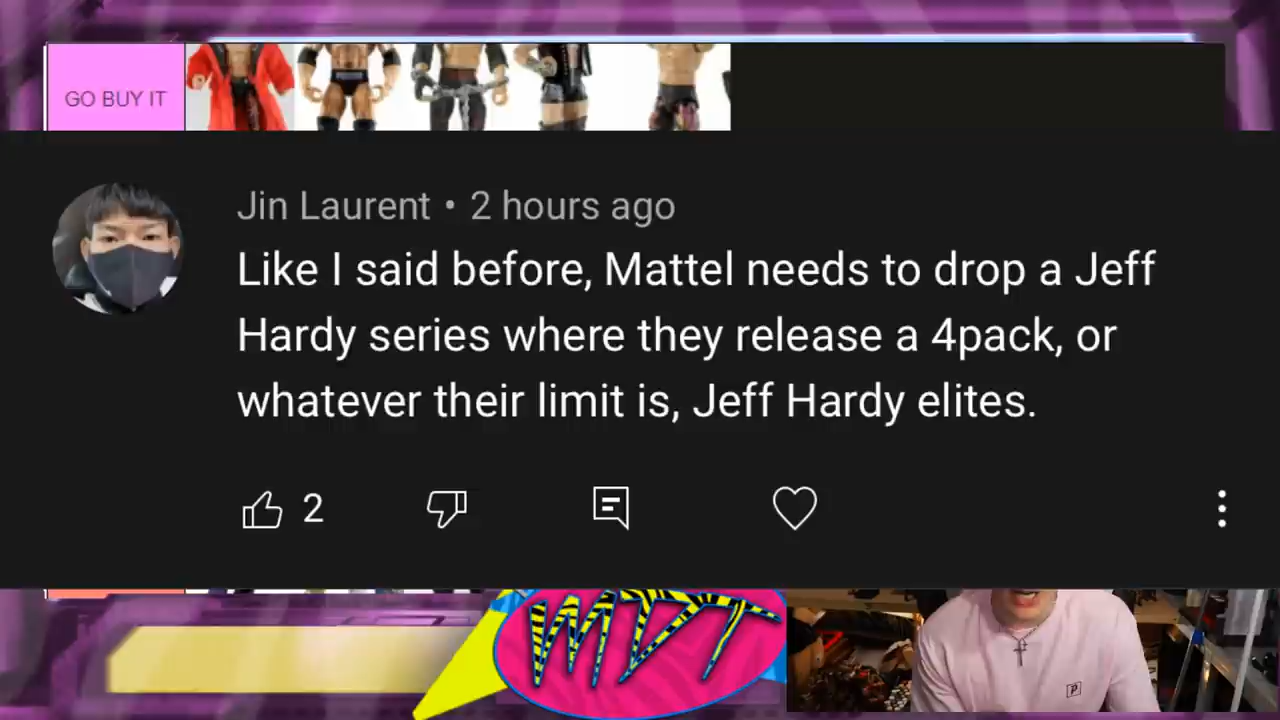 GO BUY IT
Jin Laurent • 2 hours ago
Like I said before, Mattel needs to drop a Jeff
Hardy series where they release a 4pack, or
whatever their limit is, Jeff Hardy elites.
2
MDT
P